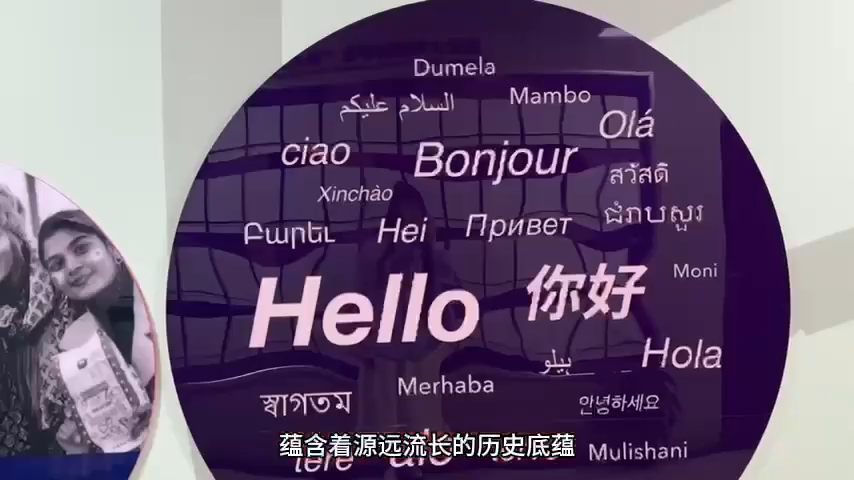 Dumela
السلام عليكم
Mambo
Olá
ciao
Bonjour
สวัสดี
Xinchào
ជំរាបសួរ
Բարեւ
Hei
Привет
Moni
Hello
你好
ہیلو
Hola
Merhaba
স্বাগতম
안녕하세요
Mulishani
蕴含着源远流长的历史底蕴